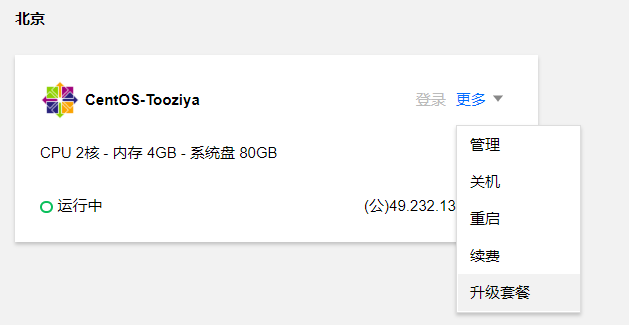 北京
CentOS-Tooziya 登录 更多
CPU 2核 - 内存 4GB - 系统盘 80GB
运行中 (公)49.232.13
管理
关机
重启
续费
升级套餐